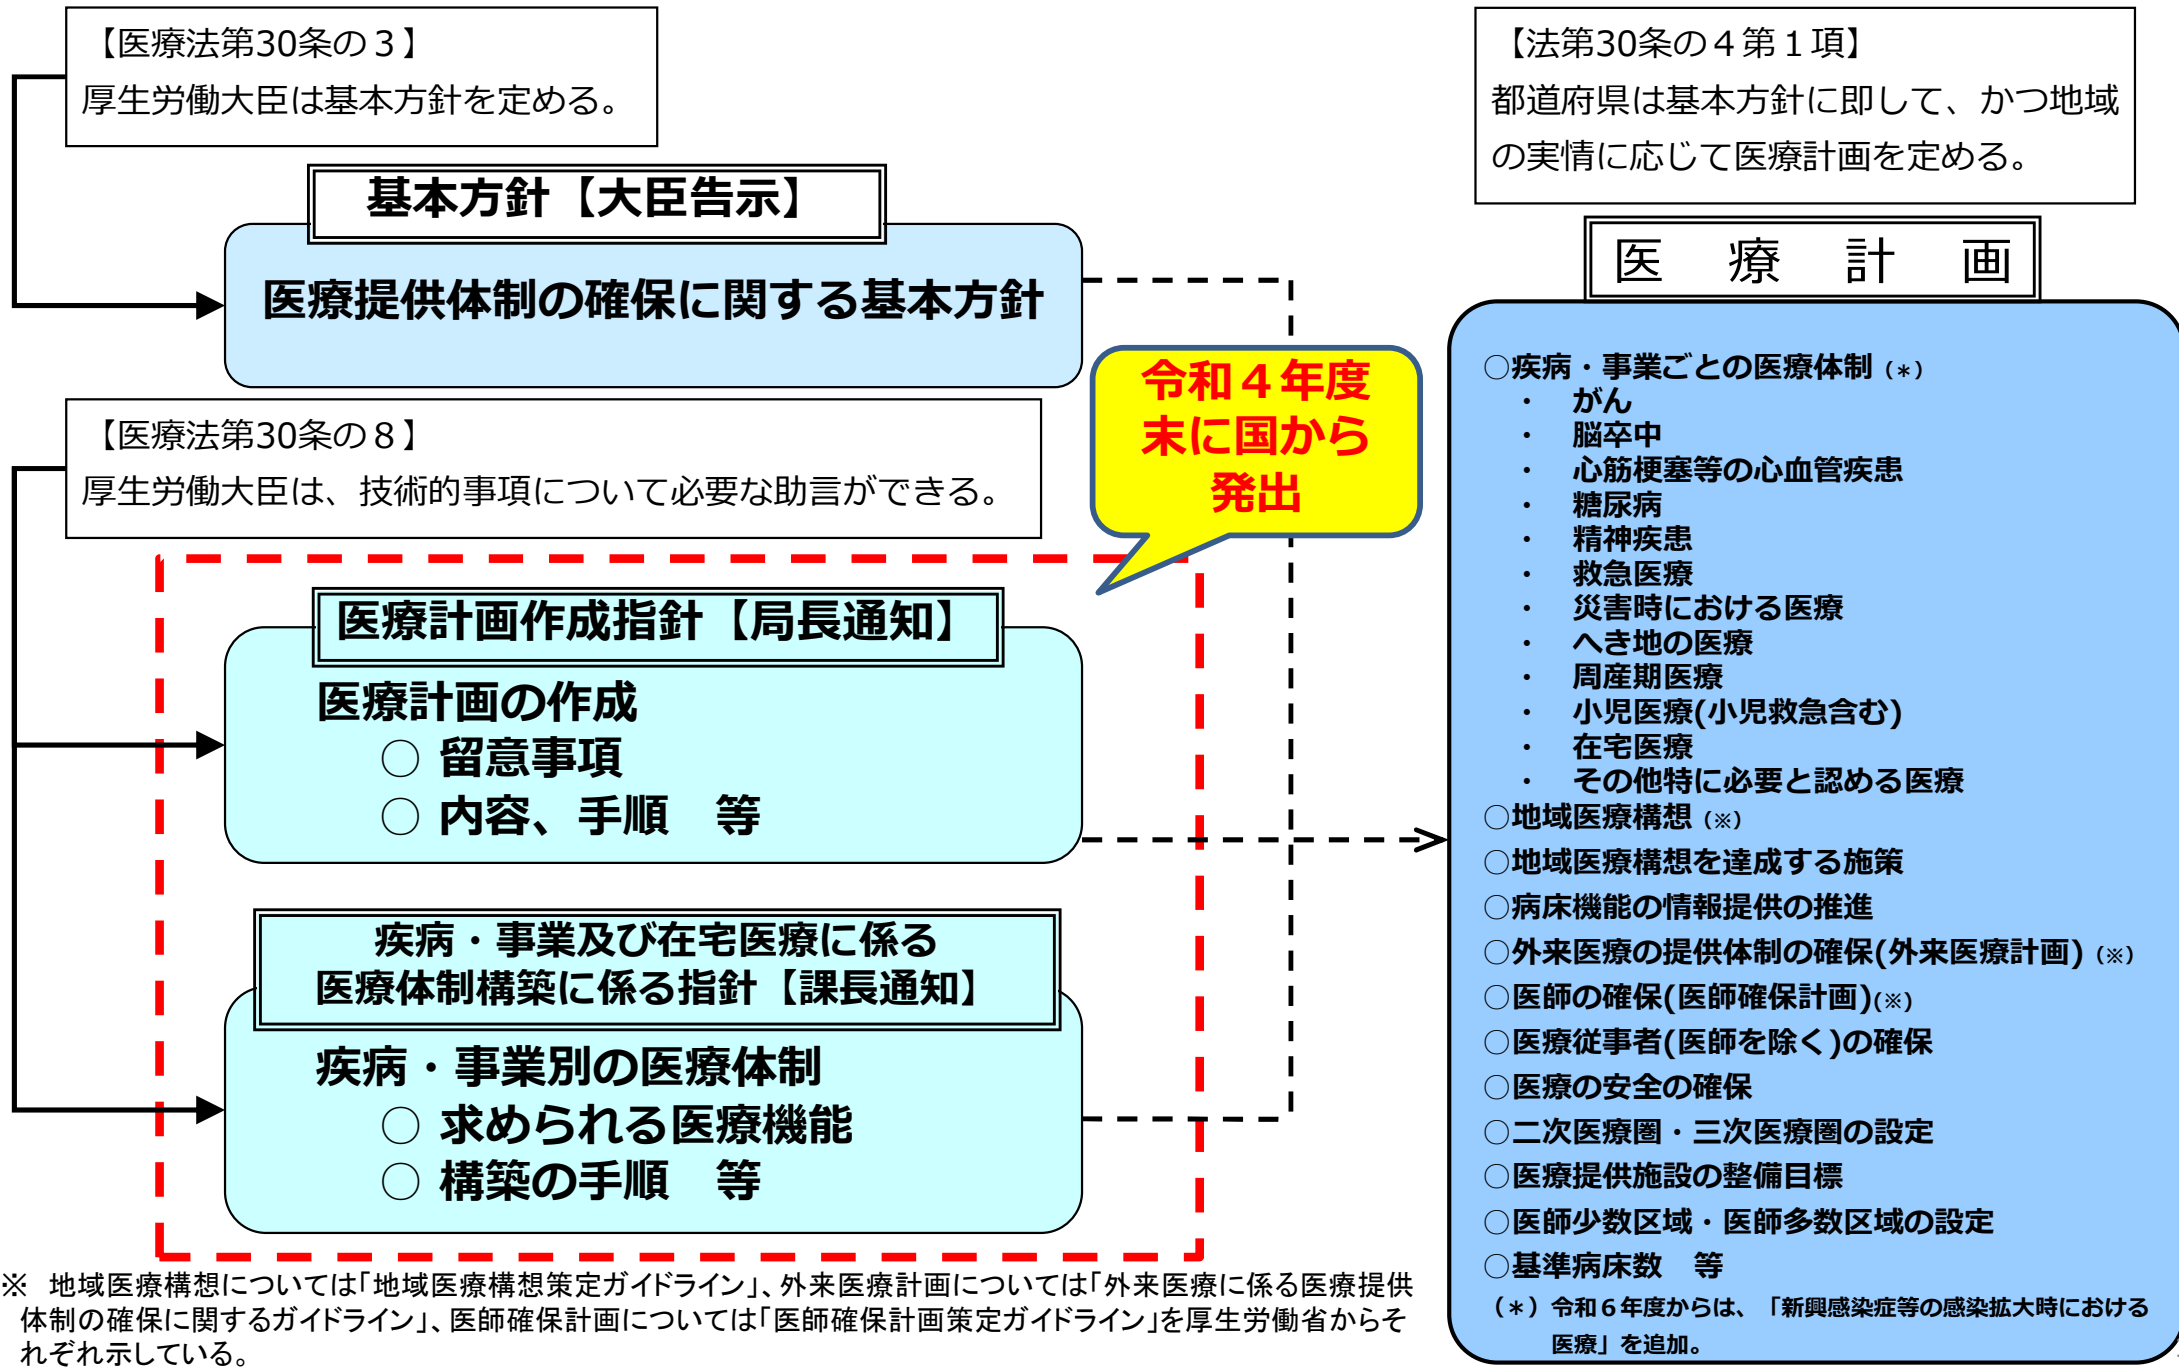 【医療法第30条の３】
厚生労働大臣は基本方針を定める。
基本方針【大臣告示】
医療提供体制の確保に関する基本方針
【医療法第30条の８】
厚生労働大臣は、技術的事項について必要な助言ができる。
令和４年度
末に国から
発出
医療計画作成指針【局長通知】
医療計画の作成
○ 留意事項
○ 内容、手順　等
疾病・事業及び在宅医療に係る
医療体制構築に係る指針【課長通知】
疾病・事業別の医療体制
○ 求められる医療機能
○ 構築の手順　等
※　地域医療構想については「地域医療構想策定ガイドライン」、外来医療計画については「外来医療に係る医療提供
体制の確保に関するガイドライン」、医師確保計画については「医師確保計画策定ガイドライン」を厚生労働省からそ
れぞれ示している。
【法第30条の４第１項】
都道府県は基本方針に即して、かつ地域
の実情に応じて医療計画を定める。
医　療　計　画
○疾病・事業ごとの医療体制（＊）
・　がん
・　脳卒中
・　心筋梗塞等の心血管疾患
・　糖尿病
・　精神疾患
・　救急医療
・　災害時における医療
・　へき地の医療
・　周産期医療
・　小児医療(小児救急含む)
・　在宅医療
・　その他特に必要と認める医療
○地域医療構想（※）
○地域医療構想を達成する施策
○病床機能の情報提供の推進
○外来医療の提供体制の確保(外来医療計画)（※）
○医師の確保(医師確保計画)(※)
○医療従事者(医師を除く)の確保
○医療の安全の確保
○二次医療圏・三次医療圏の設定
○医療提供施設の整備目標
○医師少数区域・医師多数区域の設定
○基準病床数　等
（＊）令和６年度からは、「新興感染症等の感染拡大時における
医療」を追加。